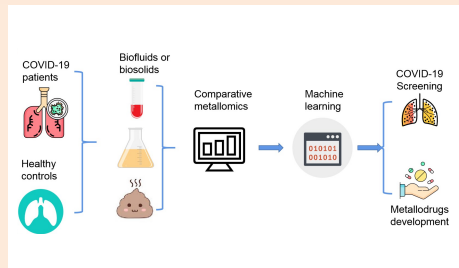 COVID-19
patients
Healthy
controls
Biofluids or
biosolids
Comparative
metallomics
Machine
learning
010101
001010
COVID-19
Screening
Metallodrugs
development